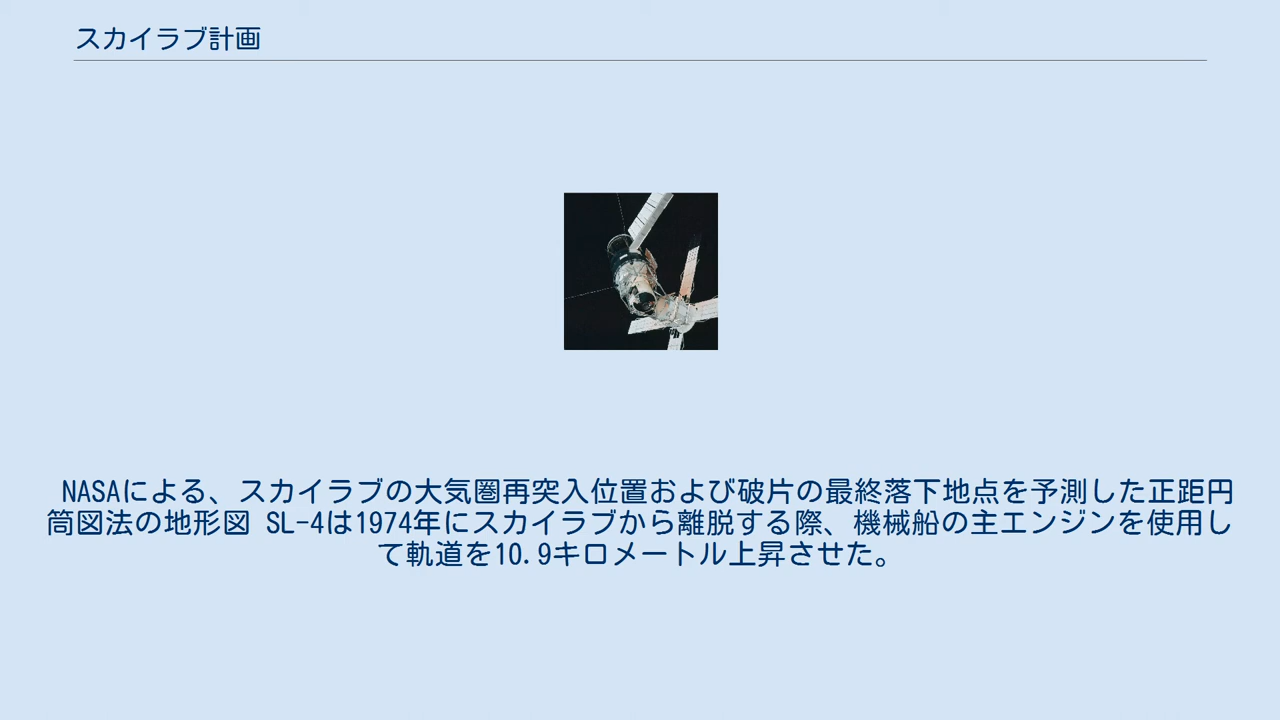 スカイラブ計画
NASAによる、スカイラブの大気圏再突入位置および破片の最終落下地点を予測した正距円
筒図法の地形図 SL-4は1974年にスカイラブから離脱する際、機械船の主エンジンを使用し
て軌道を10.9キロメートル上昇させた。